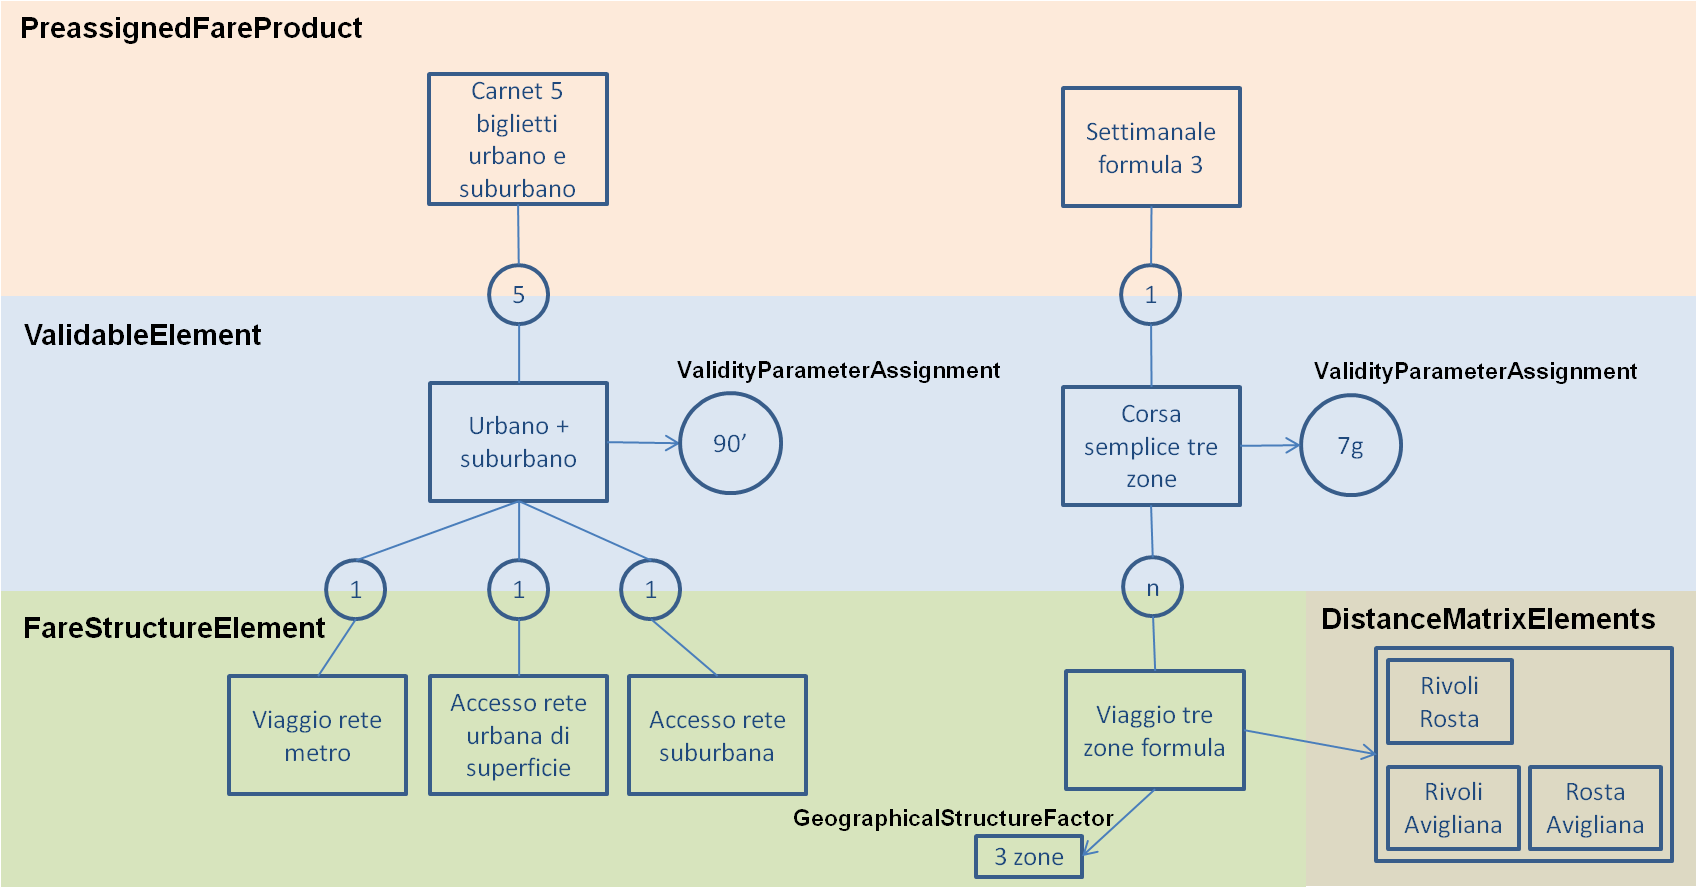 PreassignedFareProduct
Carnet 5
biglietti
urbano e
suburbano
Settimanale
formula 3
5
1
ValidableElement
ValidityParameterAssignment
ValidityParameterAssignment
Urbano +
suburbano
90’
Corsa
semplice tre
zone
7g
1
1
1
n
FareStructureElement
DistanceMatrixElements
Viaggio rete
metro
Accesso rete
urbana di
superficie
Accesso rete
suburbana
Viaggio tre
zone formula
Rivoli
Rosta
Rivoli
Avigliana
Rosta
Avigliana
GeographicalStructureFactor
3 zone